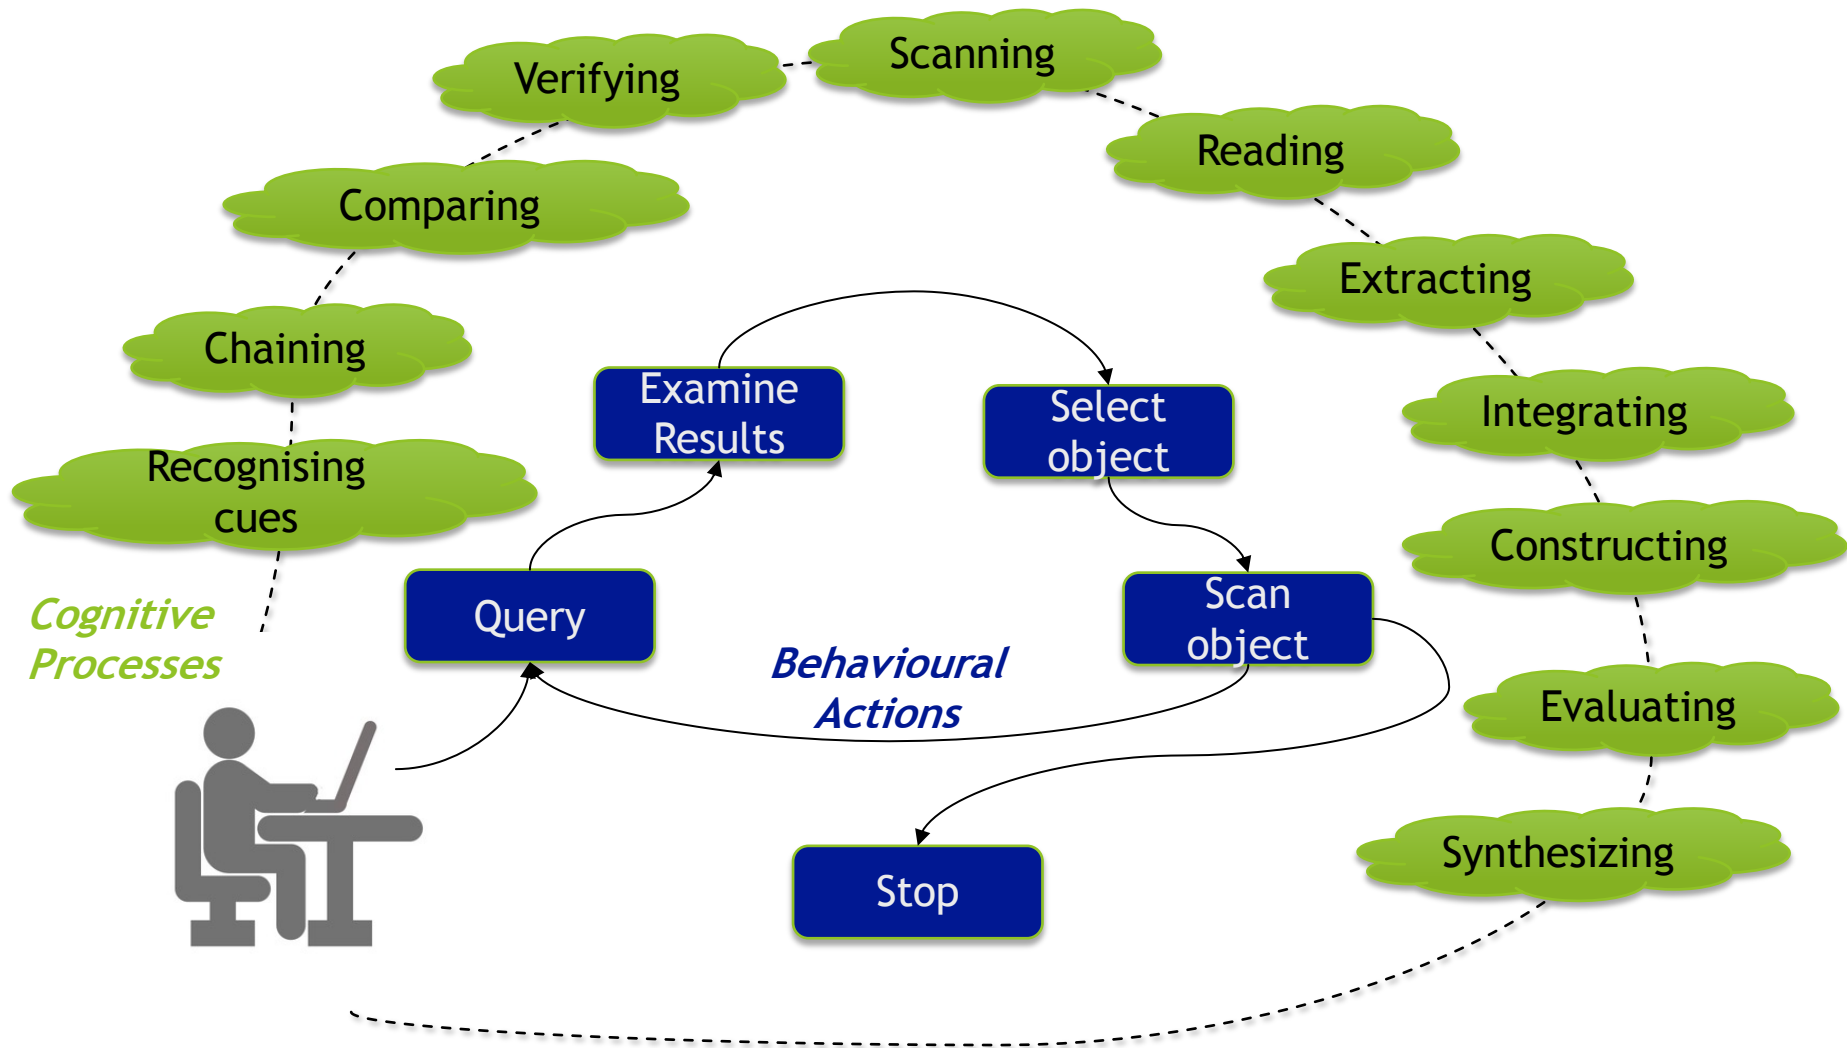 Scanning
Verifying
Reading
Comparing
Extracting
Chaining
Examine
Results
Select
object
Integrating
Recognising
cues
Constructing
Cognitive
Processes
Query
Scan
object
Behavioural
Actions
Evaluating
Synthesizing
Stop